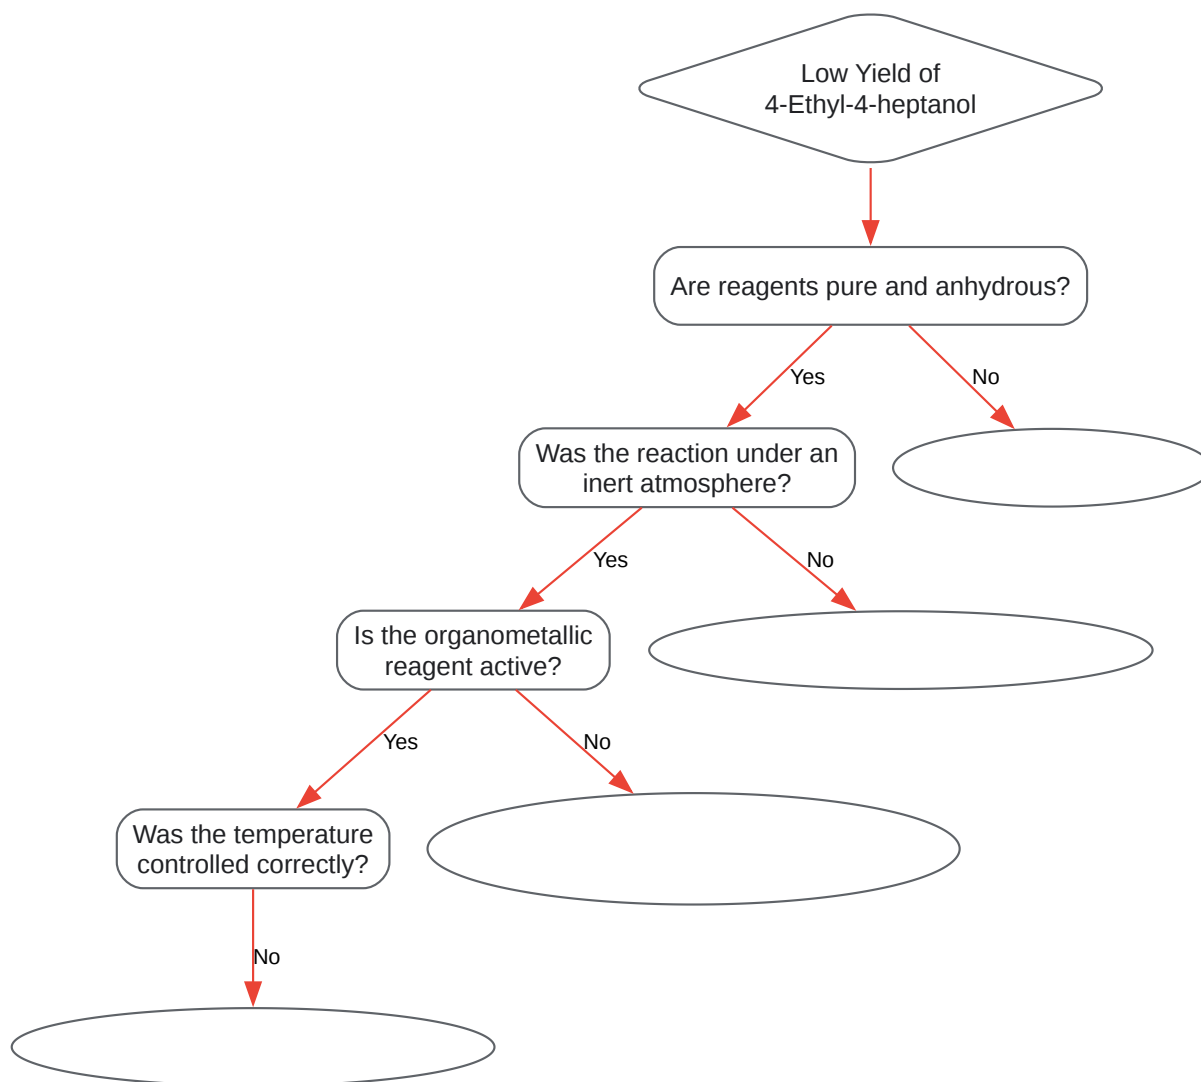 Low Yield of
4-Ethyl-4-heptanol
Are reagents pure and anhydrous?
Yes
No
Was the reaction under an
inert atmosphere?
Yes
No
Is the organometallic
reagent active?
Yes
No
Was the temperature
controlled correctly?
No